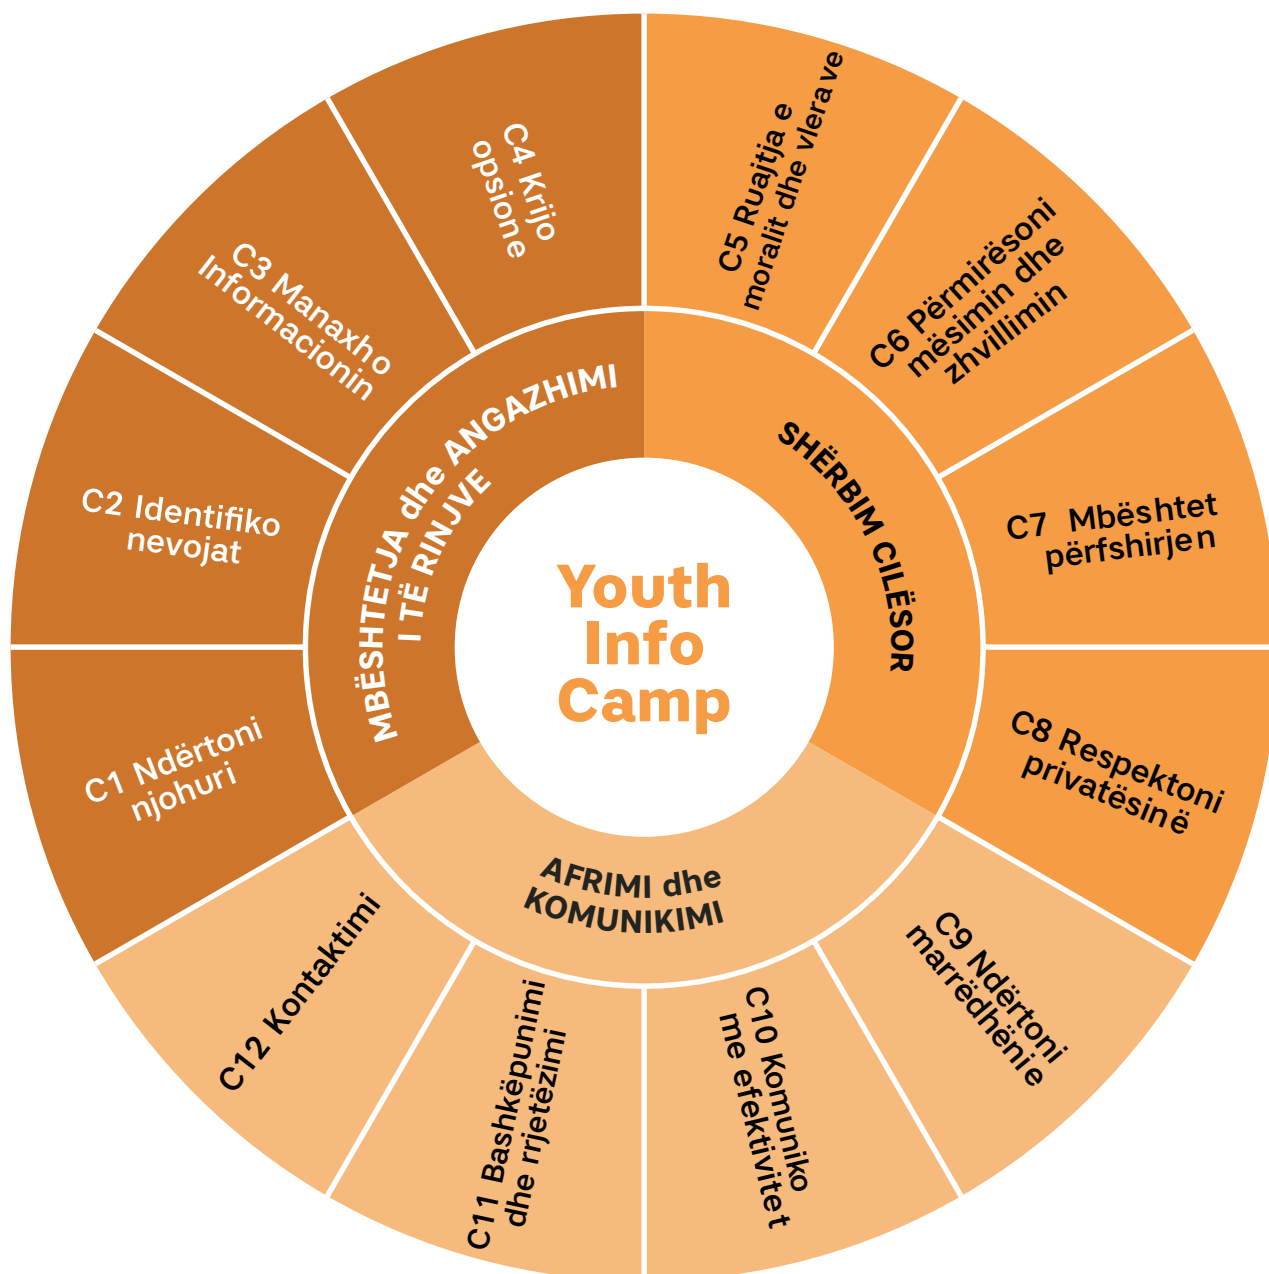 Youth
Info
Camp
MBËSHTETJA dhe ANGAZHIMI
I TË RINJVE
C1 Ndërtoni
njohuri
C2 Identifiko
nevojat
C3 Manaxho
Informacionin
C4 Krijo
opsione
SHËRBIM CILËSOR
C5 Ruajtja e
moralit dhe vlerave
C6 Përmirësoni
mësimin dhe
zhvillimin
C7 Mbështet
përfshirjen
C8 Respektoni
privatësinë
AFRIMI dhe
KOMUNIKIMI
C9 Ndërtoni
marrëdhënie
C10 Komuniko
me efektivitet
C11 Bashkëpunimi
dhe rrjetëzimi
C12 Kontaktimi